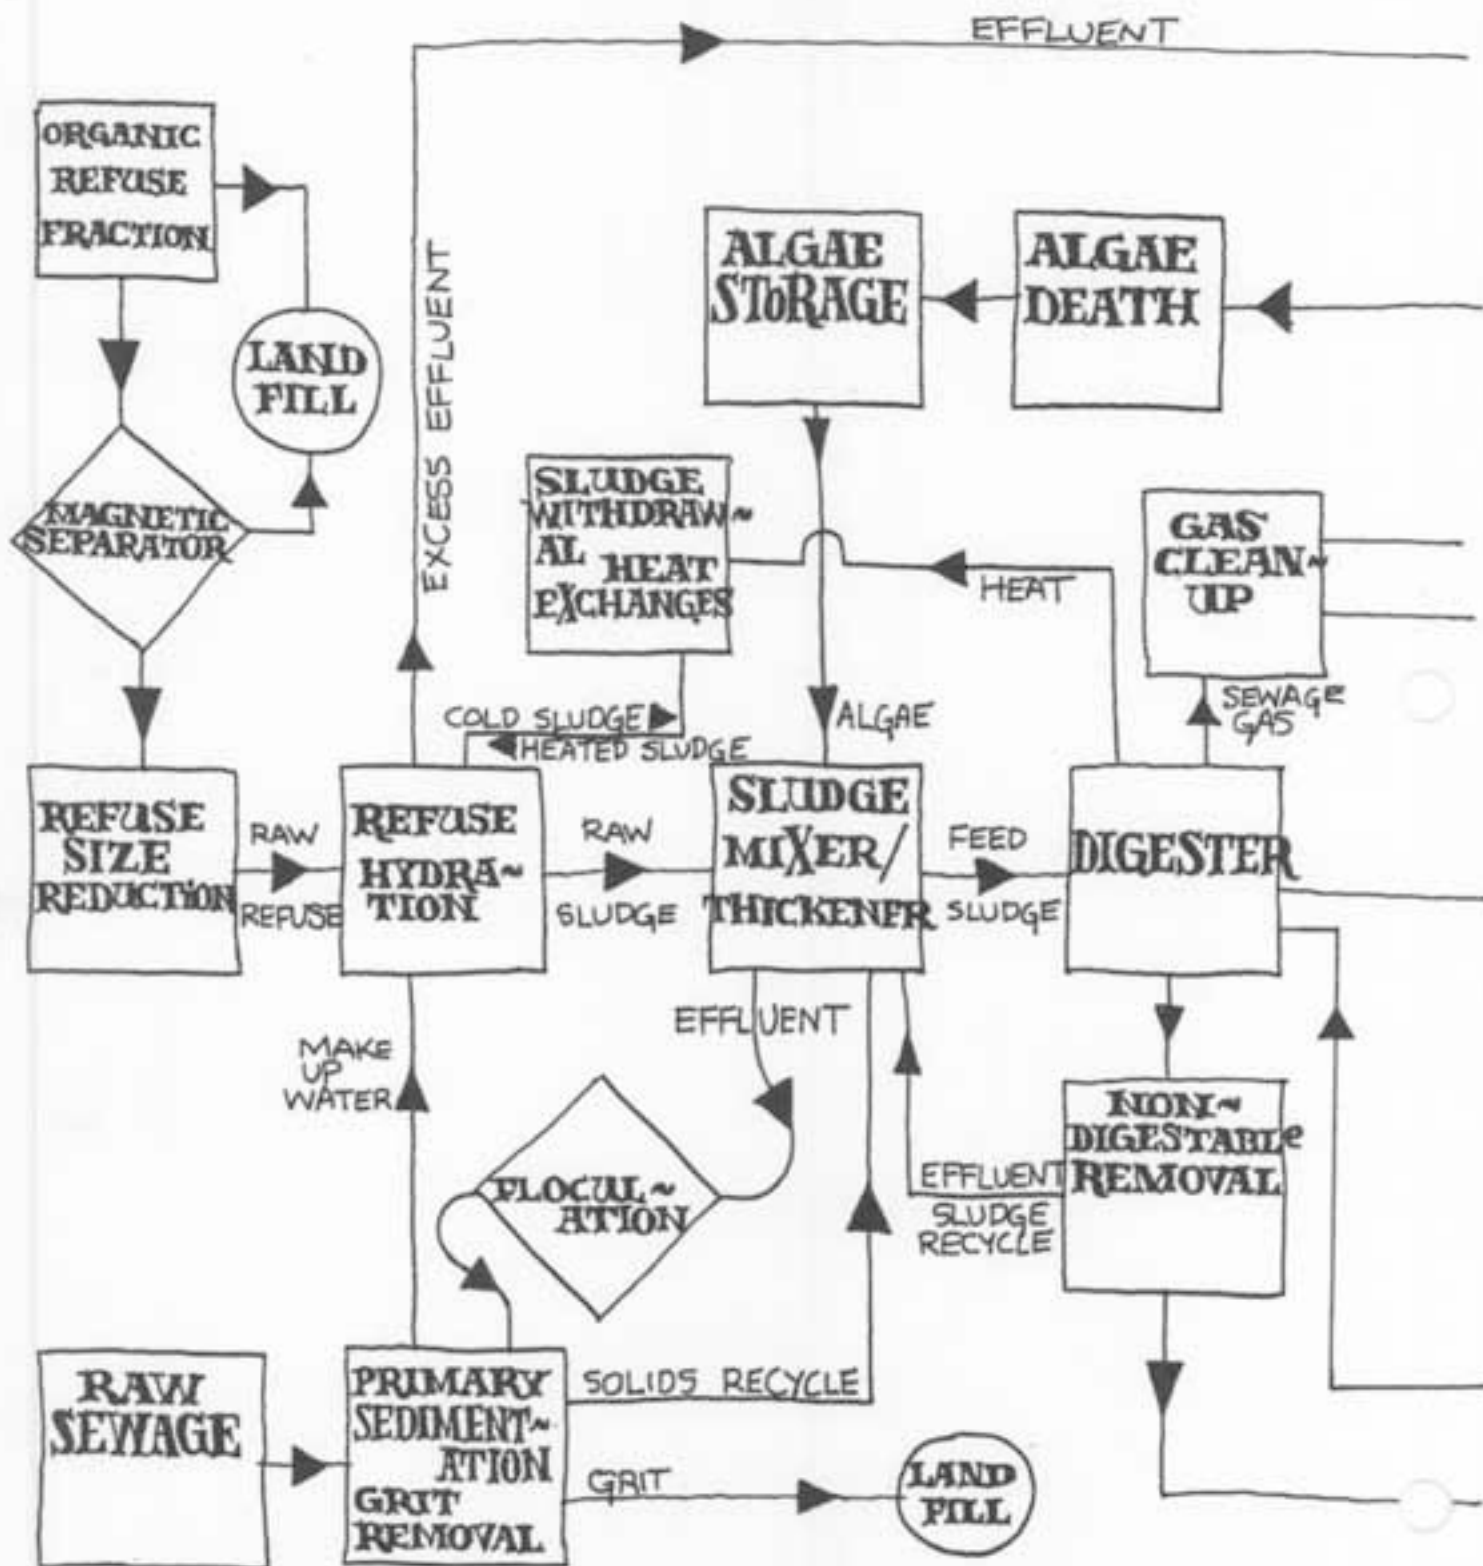 EFFLUENT
ORGANIC
REFUSE
FRACTION
LAND
FILL
EXCESS EFFLUENT
ALGAE
STORAGE
ALGAE
DEATH
MAGNETIC
SEPARATOR
SLUDGE
WITHDRAW~
AL HEAT
EXCHANGES
HEAT
GAS
CLEAN~
UP
SEWAGE
GAS
COLD SLUDGE
HEATED SLUDGE
ALGAE
REFUSE
SIZE
REDUCTION
RAW
REFUSE
REFUSE
HYDRA~
TION
RAW
SLUDGE
SLUDGE
MIXER/
THICKENER
FEED
SLUDGE
DIGESTER
MAKE
UP
WATER
EFFLUENT
FLOCUL~
ATION
EFFLUENT
SLUDGE
RECYCLE
NON~
DIGESTABLe
REMOVAL
RAW
SEWAGE
PRIMARY
SEDIMENT~
ATION
GRIT
REMOVAL
SOLIDS RECYCLE
GRIT
LAND
FILL